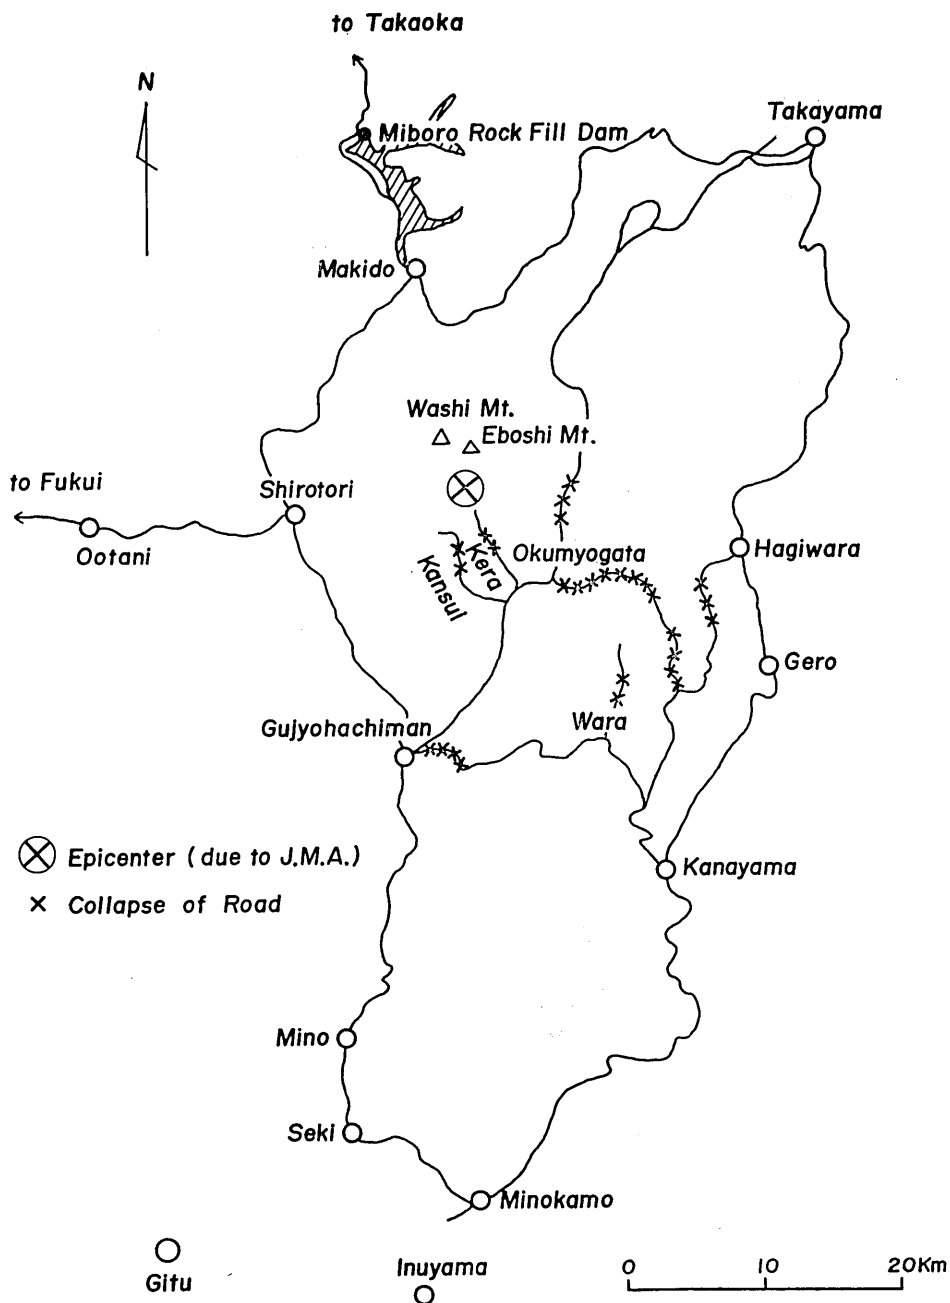 to Takaoka
N
Miboro Rock Fill Dam
Takayama
Makido
Washi Mt.
Eboshi Mt.
to Fukui
Shirotori
Ootani
Kera
Kansui
Okumyogata
Hagiwara
Gero
Wara
Gujyohachiman
Epicenter (due to J.M.A.)
Collapse of Road
Kanayama
Mino
Seki
Minokamo
Gitu
Inuyama
0 10 20Km